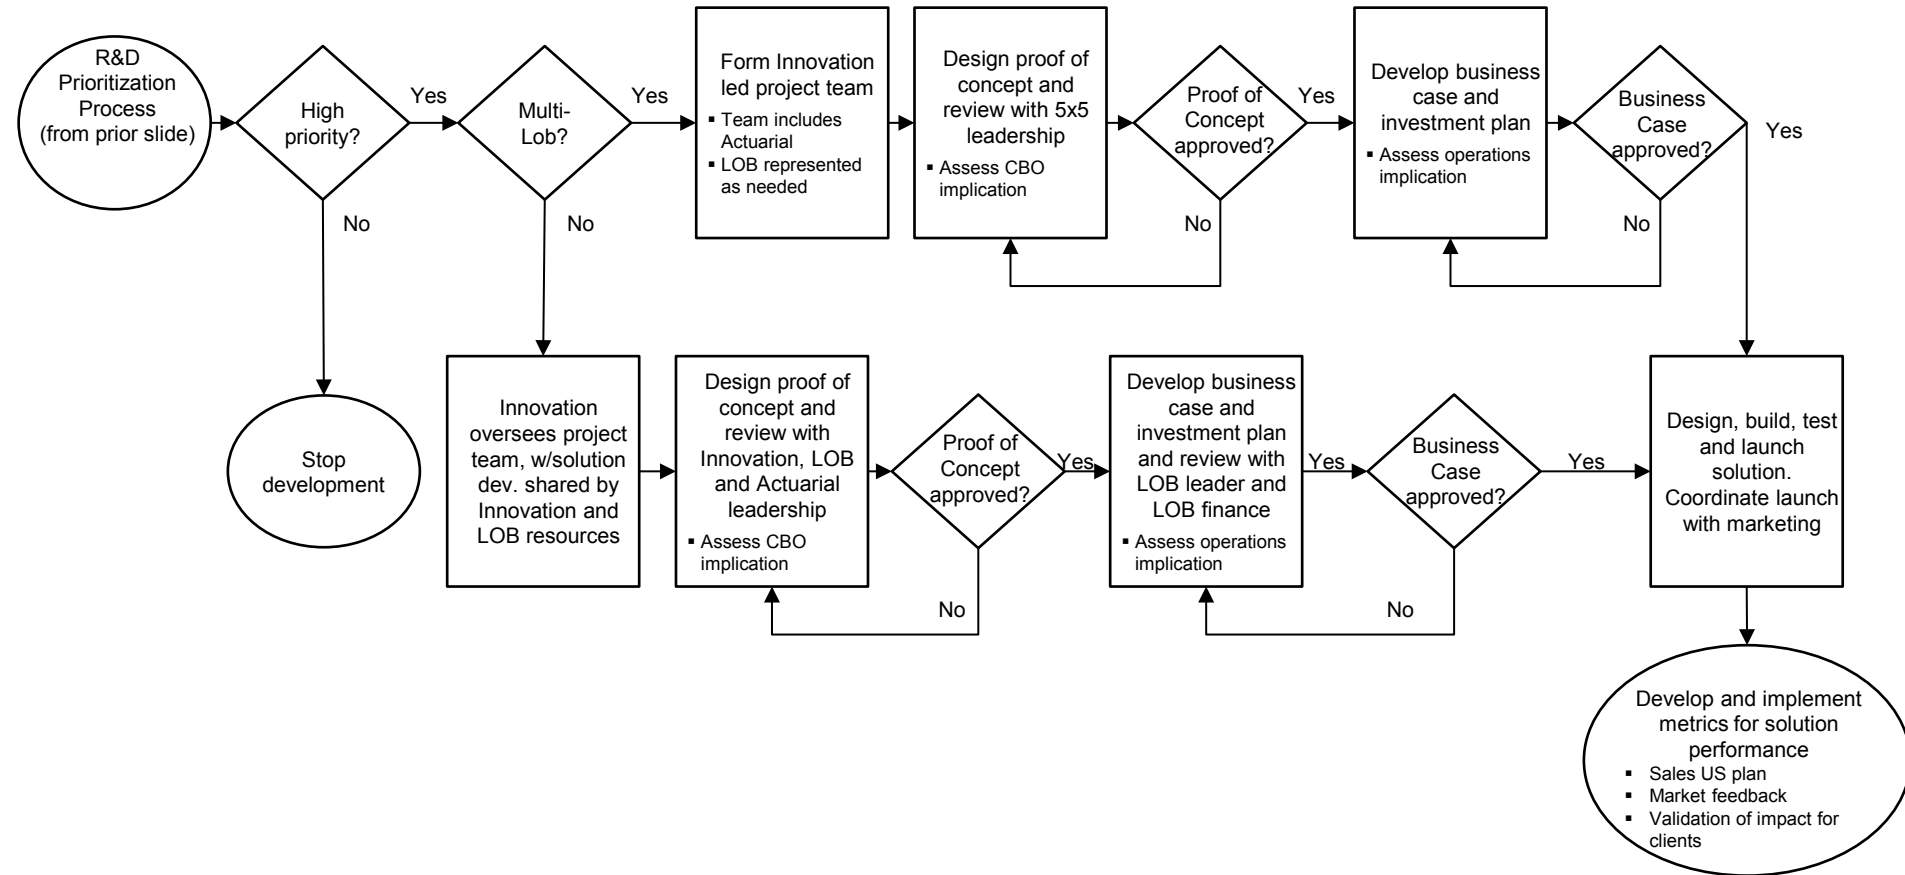 R&D
Prioritization
Process
(from prior slide)
High
priority?
Yes
No
Multi-
Lob?
Yes
No
Form Innovation
led project team
▪ Team includes
Actuarial
▪ LOB represented
as needed
Design proof of
concept and
review with 5x5
leadership
▪ Assess CBO
implication
Proof of
Concept
approved?
Yes
No
Develop business
case and
investment plan
▪ Assess operations
implication
Business
Case
approved?
Yes
No
Stop
development
Innovation
oversees project
team, w/solution
dev. shared by
Innovation and
LOB resources
Design proof of
concept and
review with
Innovation, LOB
and Actuarial
leadership
▪ Assess CBO
implication
Proof of
Concept
approved?
Yes
No
Develop business
case and
investment plan
and review with
LOB leader and
LOB finance
▪ Assess operations
implication
Yes
Business
Case
approved?
Yes
No
Design, build, test
and launch
solution.
Coordinate launch
with marketing
Develop and implement
metrics for solution
performance
▪ Sales US plan
▪ Market feedback
▪ Validation of impact for
clients